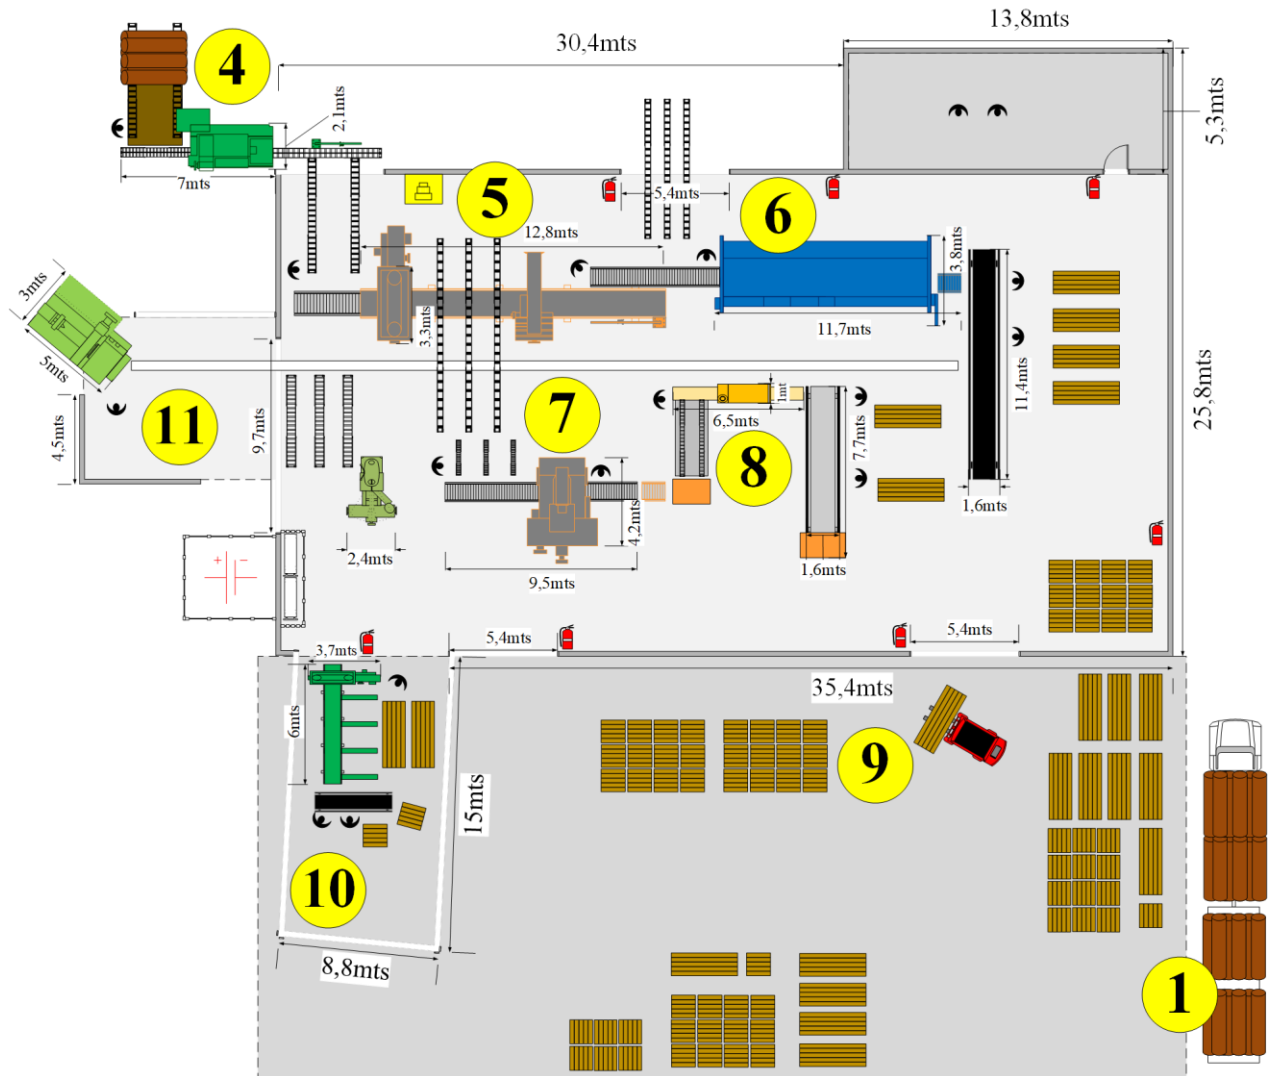 13,8mts
30,4mts
4
2,1mts
5,3mts
7mts
5
5,4mts
6
12,8mts
3,8mts
3mts
3,3mts
11,7mts
5mts
11,4mts
25,8mts
1mt
6,5mts
7
11
4,5mts
9,7mts
7,7mts
8
1,6mts
4,2mts
+ -
2,4mts
9,5mts
1,6mts
5,4mts
5,4mts
3,7mts
35,4mts
6mts
9
15mts
10
8,8mts
1